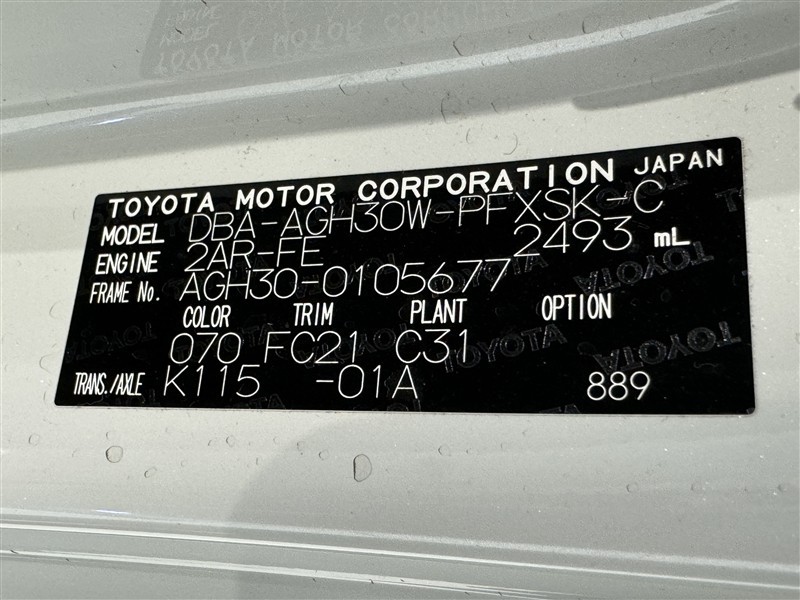 TOYOTA MOTOR CORPORATION JAPAN
MODEL DBA-AGH30W-PFXSK-C
ENGINE 2AR-FE 2493 mL
FRAME No. AGH30-0105677
COLOR TRIM PLANT OPTION
070 FC21 C31
TRANS./AXLE K115 -01A 889